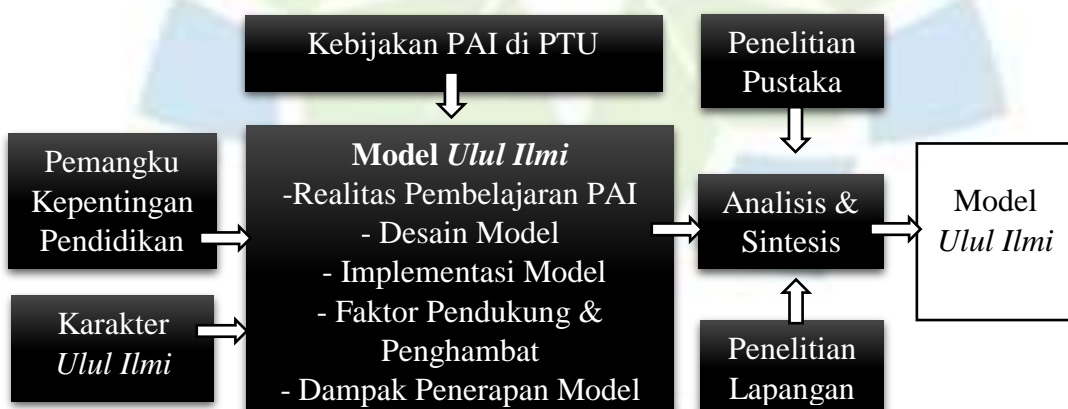 Kebijakan PAI di PTU
Penelitian
Pustaka
Pemangku
Kepentingan
Pendidikan
Karakter
Ulul Ilmi
Model Ulul Ilmi
-Realitas Pembelajaran PAI
- Desain Model
- Implementasi Model
- Faktor Pendukung &
Penghambat
- Dampak Penerapan Model
Analisis &
Sintesis
Penelitian
Lapangan
Model
Ulul Ilmi